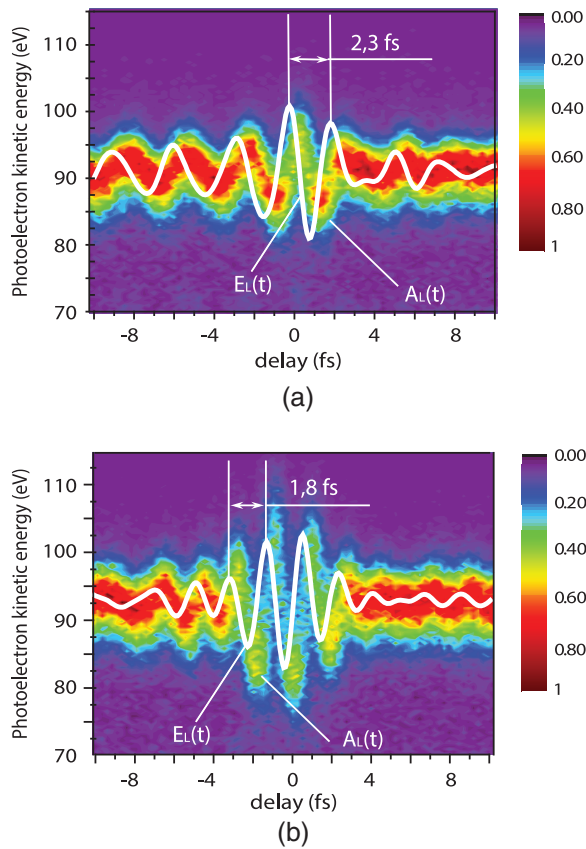 (a)
Photoelectron kinetic energy (eV)
110
100
90
80
70
2,3 fs
EL(t)
AL(t)
-8
-4
0
4
8
delay (fs)
0.00
0.20
0.40
0.60
0.80
1
(a)
Photoelectron kinetic energy (eV)
110
100
90
80
70
1,8 fs
EL(t)
AL(t)
-8
-4
0
4
8
delay (fs)
0.00
0.20
0.40
0.60
0.80
1
(b)